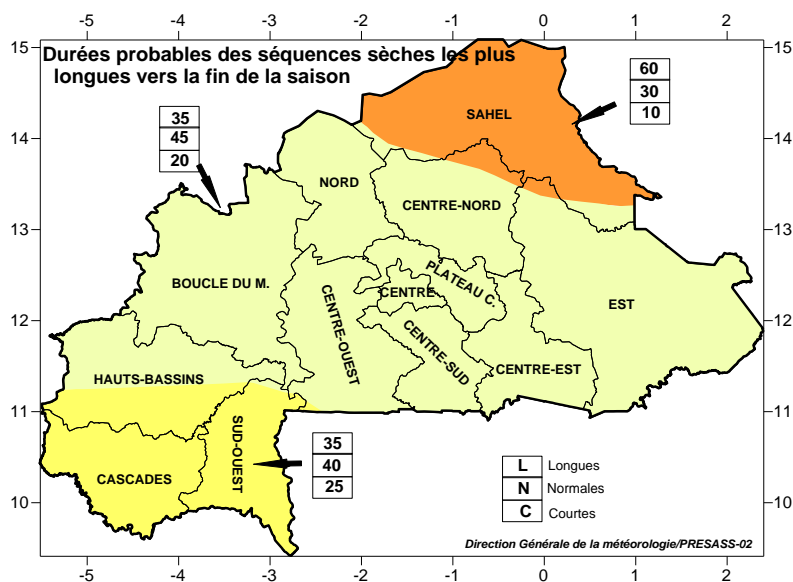 -5 -4 -3 -2 -1 0 1 2
15 15
Durées probables des séquences sèches les plus
longues vers la fin de la saison
60
30
10
35
45
20
SAHEL
14 14
NORD
CENTRE-NORD
13 13
BOUCLE DU M.
PLATEAU C.
CENTRE
EST
CENTRE-OUEST
12 12
CENTRE-SUD
CENTRE-EST
HAUTS-BASSINS
11 11
SUD-OUEST
35
40
25
CASCADES
L Longues
N Normales
C Courtes
10 10
Direction Générale de la météorologie/PRESASS-02
-5 -4 -3 -2 -1 0 1 2